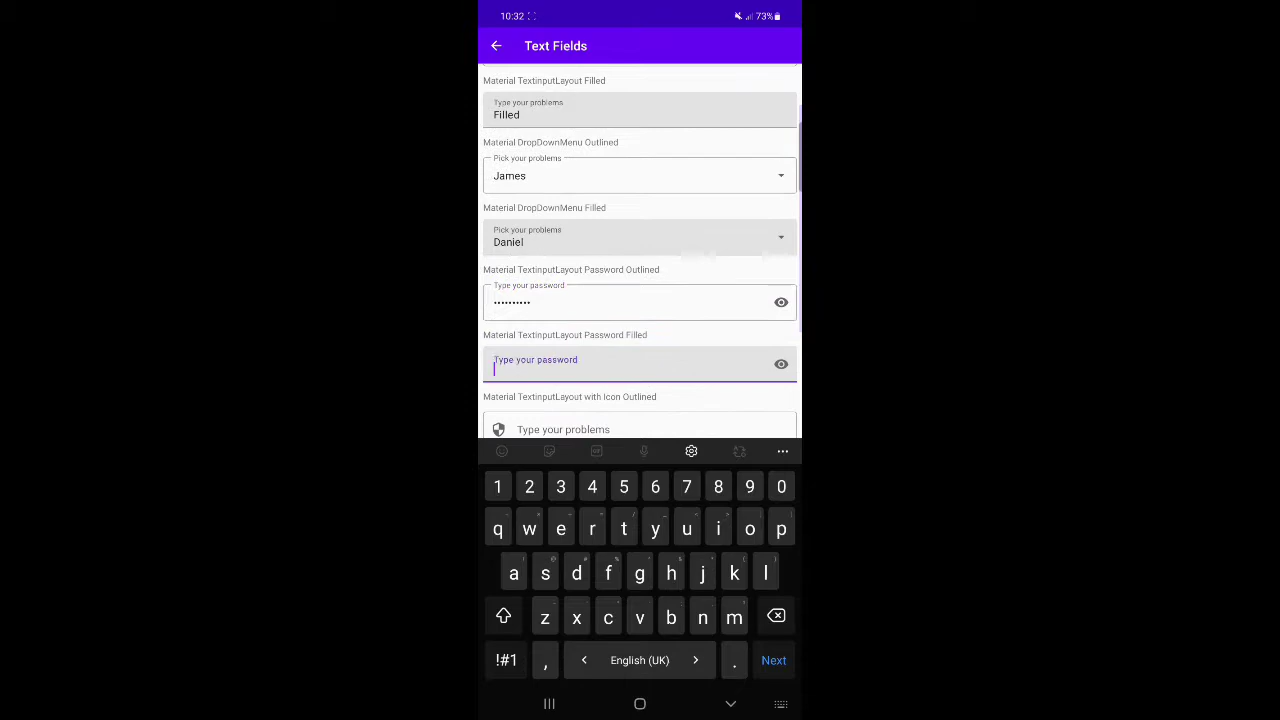 10:32
73%
Text Fields
Material TextinputLayout Filled
Type your problems
Filled
Material DropDownMenu Outlined
Pick your problems
James
Material DropDownMenu Filled
Pick your problems
Daniel
Material TextinputLayout Password Outlined
Type your password
••••••••••
Material TextinputLayout Password Filled
Type your password
Material TextinputLayout with Icon Outlined
Type your problems
GIF
1 2 3 4 5 6 7 8 9 0
q w e r t y u i o p
a s d f g h j k l
z x c v b n m
!#1 , < English (UK) > . Next